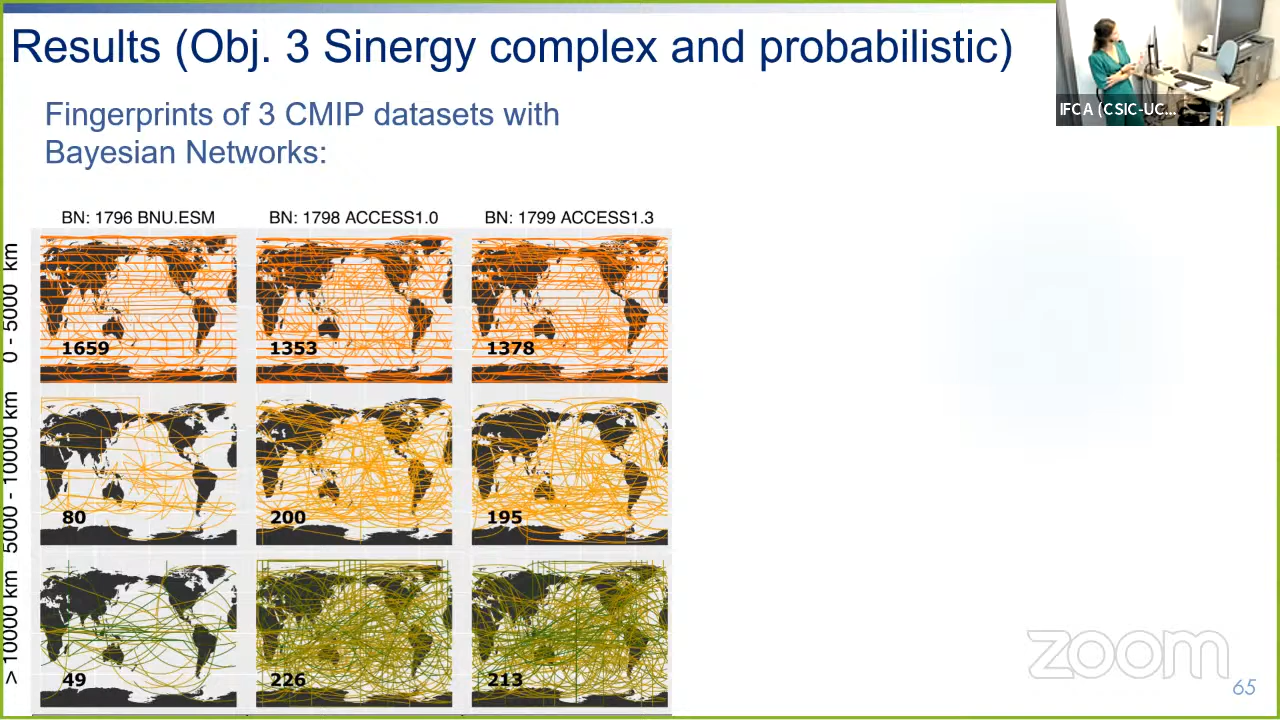 Results (Obj. 3 Sinergy complex and probabilistic)
IFCA (CSIC-UC...
Fingerprints of 3 CMIP datasets with
Bayesian Networks:
BN: 1796 BNU.ESM
BN: 1798 ACCESS1.0
BN: 1799 ACCESS1.3
0 - 5000 km
1659
1353
1378
5000 - 10000 km
80
200
195
> 10000 km
49
226
213
zoom
65